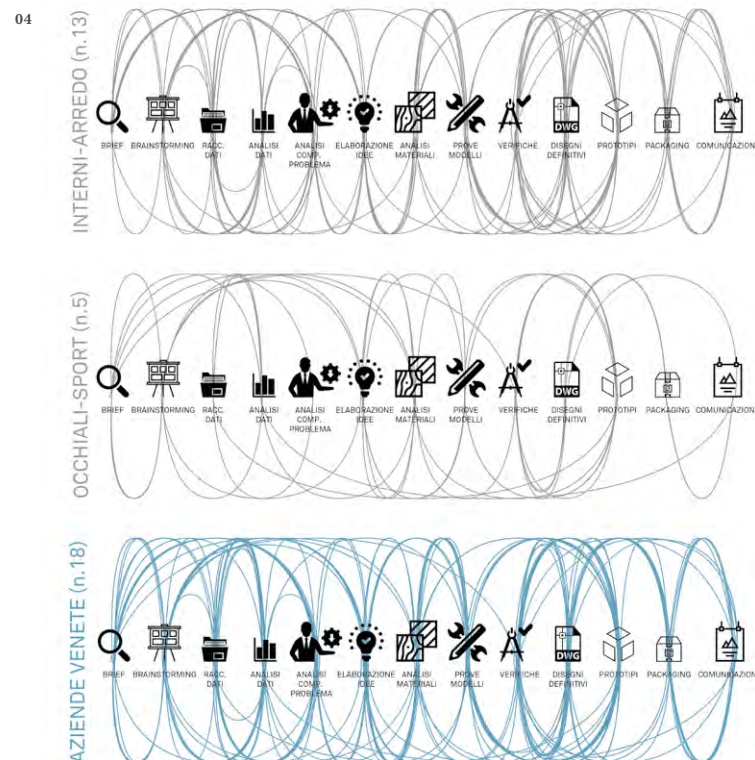 04
INTERNI-ARREDO (n.13)
BRIEF BRAINSTORMING RACC. DATI ANALISI DATI ANALISI COMP. PROBLEMA ELABORAZIONE IDEE ANALISI MATERIALI PROVE MODELLI VERIFICHE DISEGNI DEFINITIVI PROTOTIPI PACKAGING COMUNICAZION
DWG
OCCHIALI-SPORT (n.5)
BRIEF BRAINSTORMING RACC. DATI ANALISI DATI ANALISI COMP. PROBLEMA ELABORAZIONE IDEE ANALISI MATERIALI PROVE MODELLI VERIFICHE DISEGNI DEFINITIVI PROTOTIPI PACKAGING COMUNICAZION
DWG
AZIENDE VENETE (n.18)
BRIEF BRAINSTORMING RACC. DATI ANALISI DATI ANALISI COMP. PROBLEMA ELABORAZIONE IDEE ANALISI MATERIALI PROVE MODELLI VERIFICHE DISEGNI DEFINITIVI PROTOTIPI PACKAGING COMUNICAZION
DWG